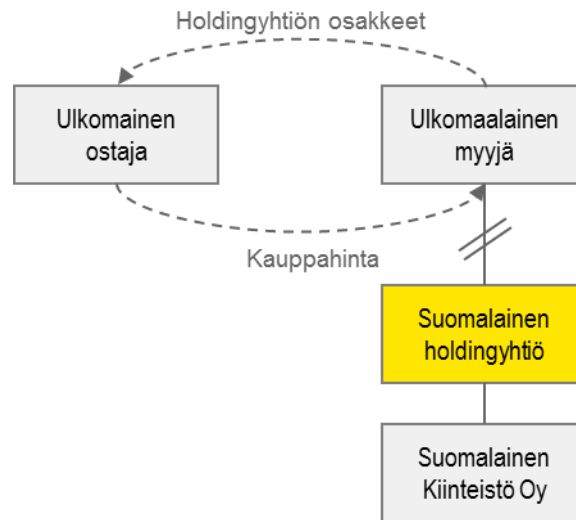 Holdingyhtiön osakkeet
Ulkomainen
ostaja
Ulkomaalainen
myyjä
Kauppahinta
Suomalainen
holdingyhtiö
Suomalainen
Kiinteistö Oy